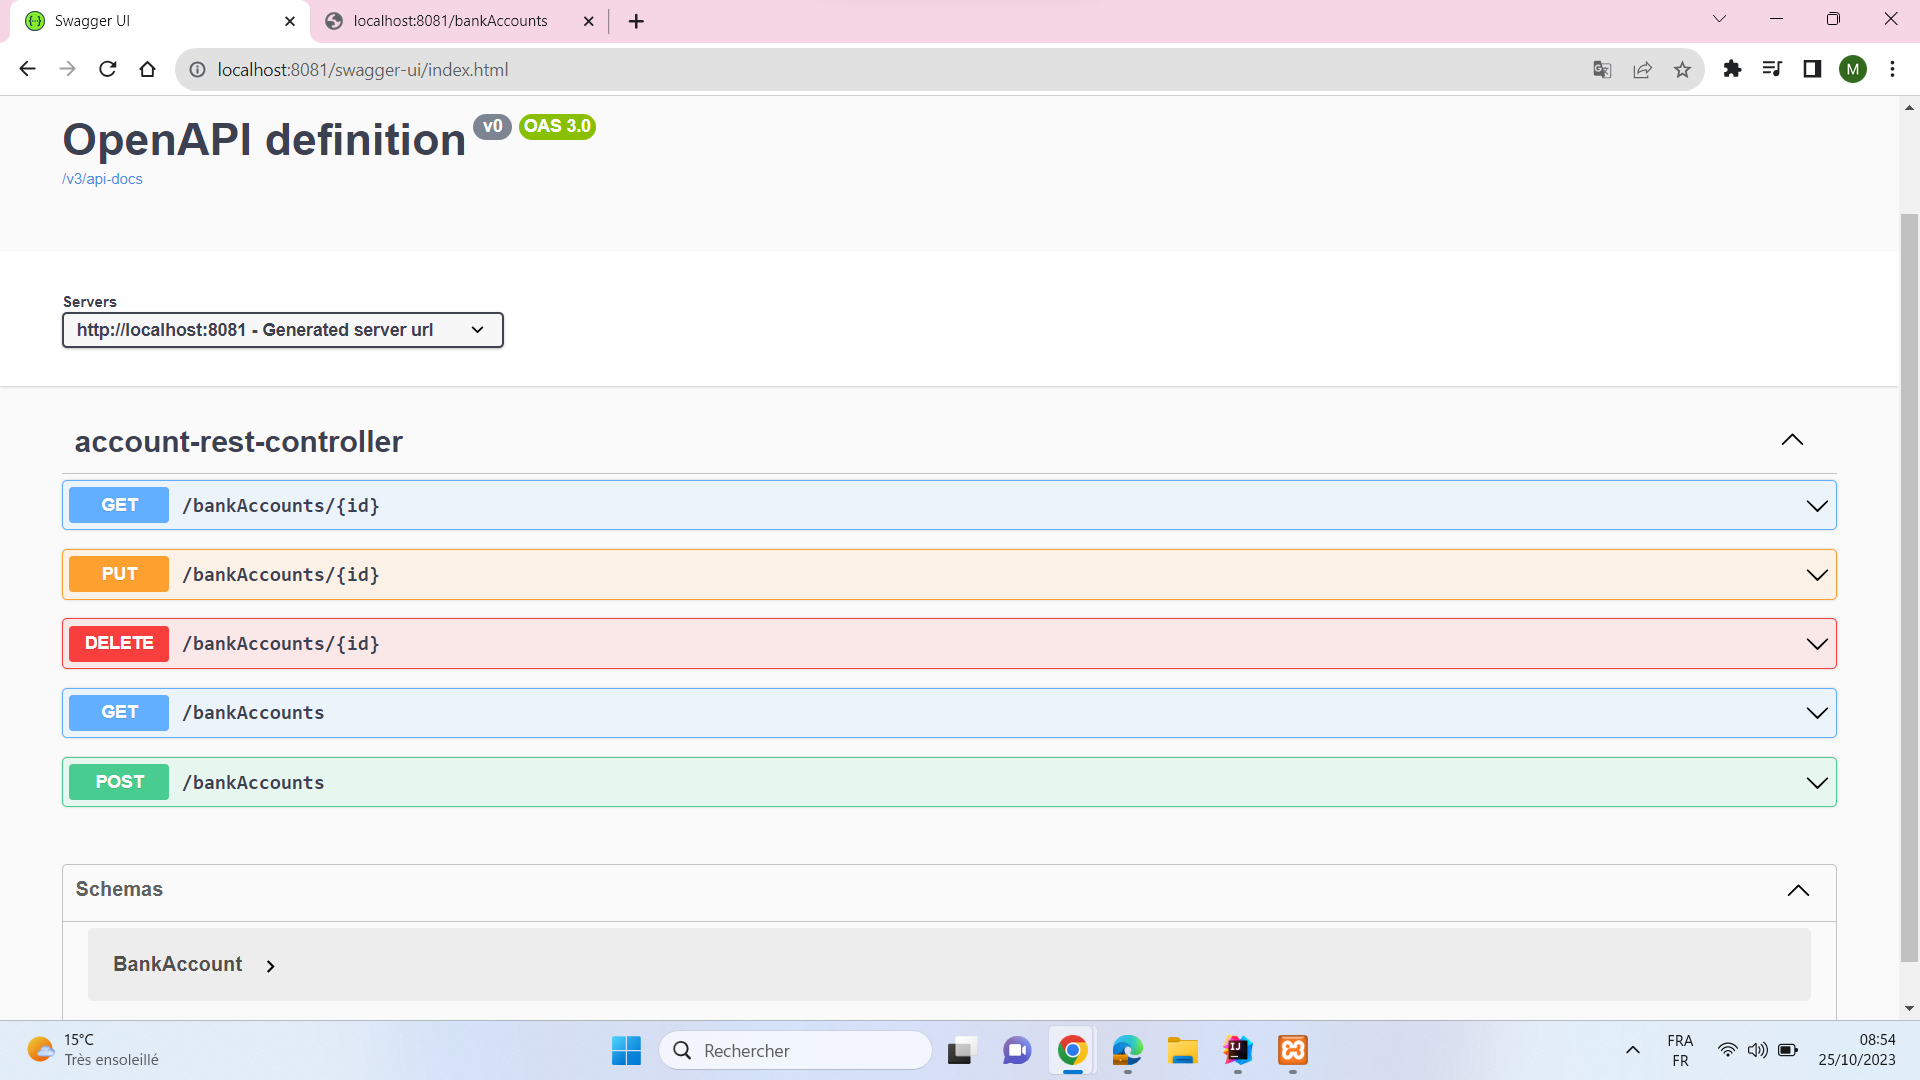 Swagger UI
localhost:8081/bankAccounts
localhost:8081/swagger-ui/index.html
M
OpenAPI definition v0 OAS 3.0
/v3/api-docs
Servers
http://localhost:8081 - Generated server url
account-rest-controller
GET /bankAccounts/{id}
PUT /bankAccounts/{id}
DELETE /bankAccounts/{id}
GET /bankAccounts
POST /bankAccounts
Schemas
BankAccount
15°C
Très ensoleillé
Rechercher
IJ
FRA
FR
08:54
25/10/2023